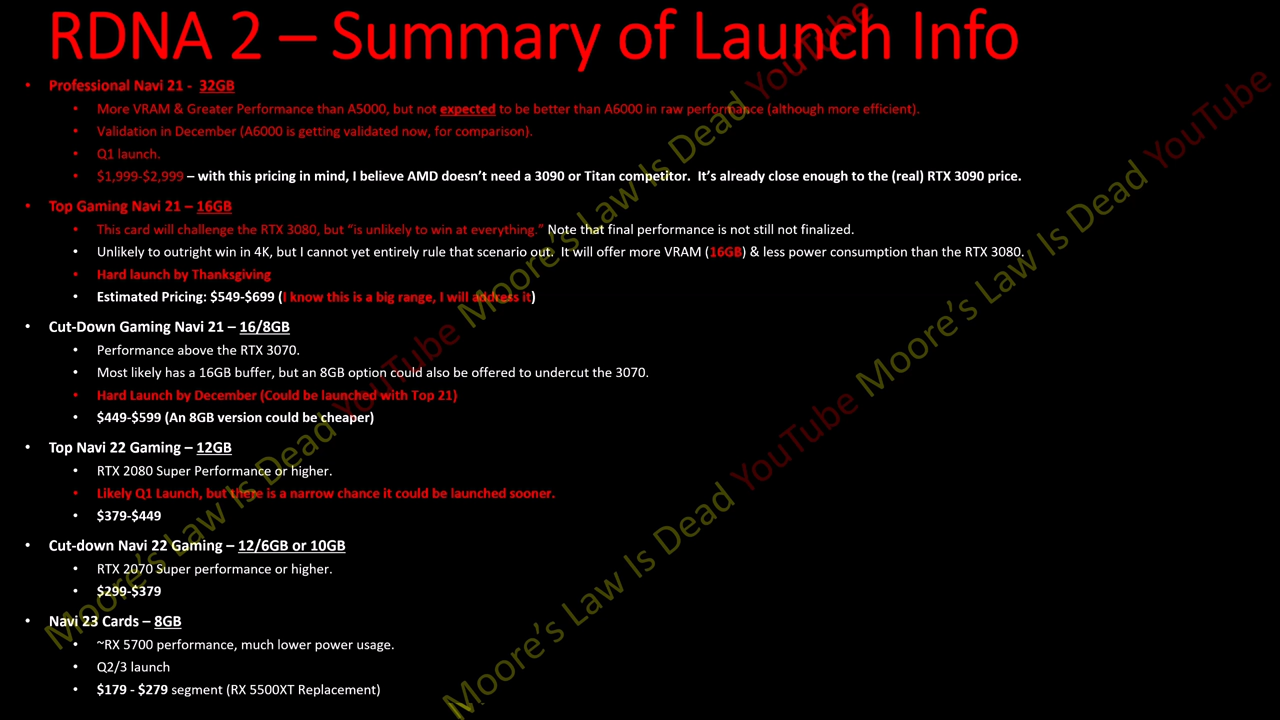 RDNA 2 – Summary of Launch Info
• Professional Navi 21 - 32GB
• More VRAM & Greater Performance than A5000, but not expected to be better than A6000 in raw performance (although more efficient).
• Validation in December (A6000 is getting validated now, for comparison).
• Q1 launch.
• $1,999-$2,999 – with this pricing in mind, I believe AMD doesn't need a 3090 or Titan competitor. It's already close enough to the (real) RTX 3090 price.
• Top Gaming Navi 21 – 16GB
• This card will challenge the RTX 3080, but "is unlikely to win at everything." Note that final performance is not still not finalized.
• Unlikely to outright win in 4K, but I cannot yet entirely rule that scenario out. It will offer more VRAM (16GB) & less power consumption than the RTX 3080.
• Hard launch by Thanksgiving
• Estimated Pricing: $549-$699 (I know this is a big range, I will address it)
• Cut-Down Gaming Navi 21 – 16/8GB
• Performance above the RTX 3070.
• Most likely has a 16GB buffer, but an 8GB option could also be offered to undercut the 3070.
• Hard Launch by December (Could be launched with Top 21)
• $449-$599 (An 8GB version could be cheaper)
• Top Navi 22 Gaming – 12GB
• RTX 2080 Super Performance or higher.
• Likely Q1 Launch, but there is a narrow chance it could be launched sooner.
• $379-$449
• Cut-down Navi 22 Gaming – 12/6GB or 10GB
• RTX 2070 Super performance or higher.
• $299-$379
• Navi 23 Cards – 8GB
• ~RX 5700 performance, much lower power usage.
• Q2/3 launch
• $179 - $279 segment (RX 5500XT Replacement)
Moore's Law Is Dead YouTube Moore's Law Is Dead YouTube
Moore's Law Is Dead YouTube Moore's Law Is Dead YouTube